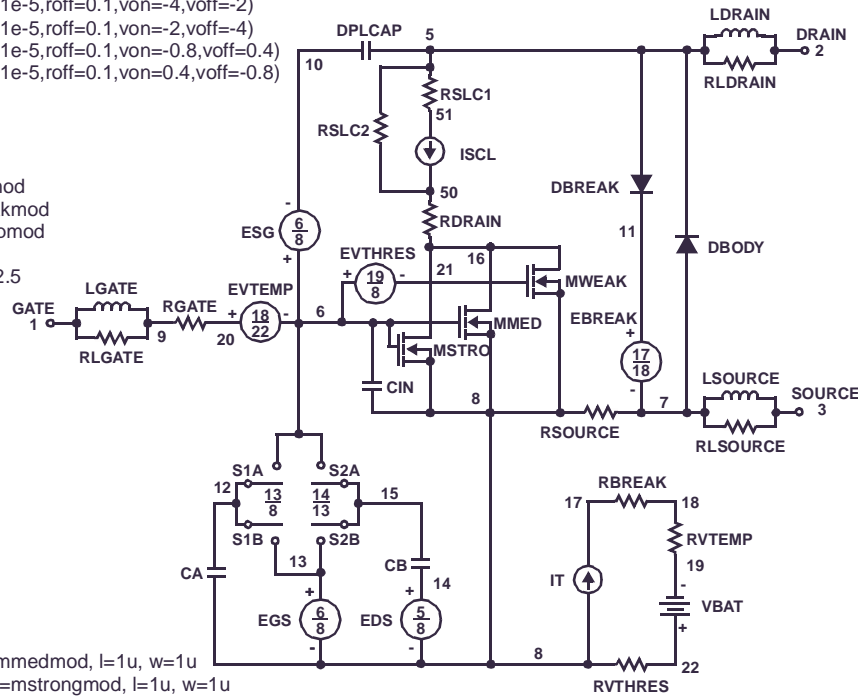 1e-5,roff=0.1,von=-4,voff=-2)
1e-5,roff=0.1,von=-2,voff=-4)
1e-5,roff=0.1,von=-0.8,voff=0.4)
1e-5,roff=0.1,von=0.4,voff=-0.8)
LDRAIN
DPLCAP 5 DRAIN
10 2
RLDRAIN
RSLC1
51
RSLC2
ISCL
mod
kmod
omod
50
DBREAK
- RDRAIN
ESG 6/8
11
DBODY
EVTHRES
+ 16
+ 19/8 - 21
MWEAK
2.5
LGATE
EVTEMP
GATE RGATE + 18/22 - 6
MMED
EBREAK
1 9 20
+
RLGATE
MSTRO
17/18
LSOURCE
CIN
-
SOURCE
8 7 3
RSOURCE
RLSOURCE
S1A S2A
12 13/8 14/13 15
RBREAK
17 18
S1B S2B
RVTEMP
13
CB
19
CA
14
IT
-
+ +
VBAT
EGS 6/8 EDS 5/8
+
- - 8 22
RVTHRES
mmedmod, l=1u, w=1u
=mstrongmod, l=1u, w=1u